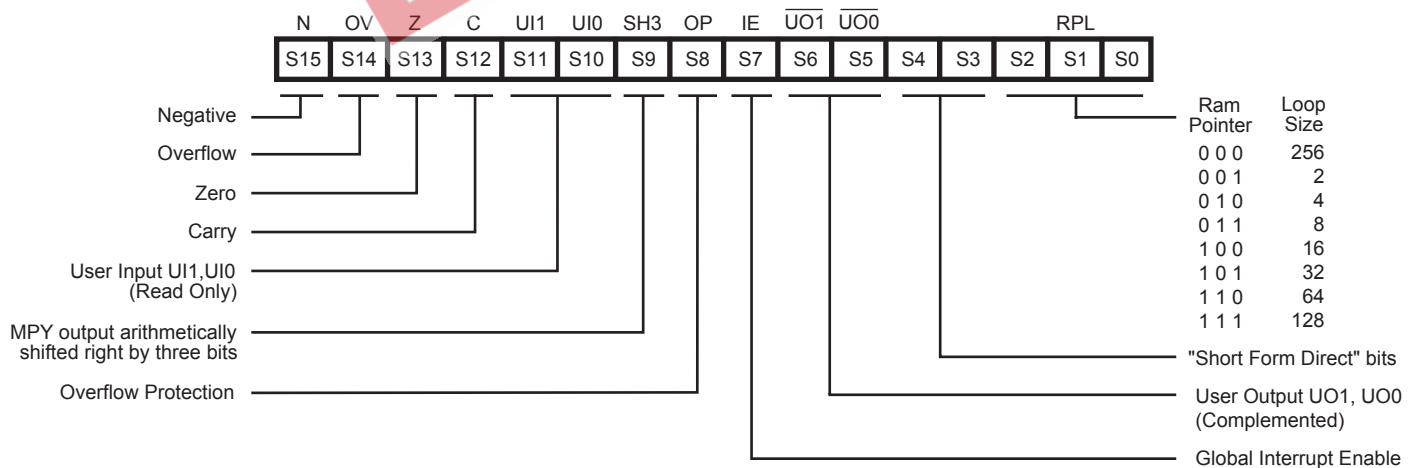 N OV Z C UI1 UI0 SH3 OP IE UO1 UO0 RPL
S15 S14 S13 S12 S11 S10 S9 S8 S7 S6 S5 S4 S3 S2 S1 S0
Negative
Overflow
Zero
Carry
User Input UI1,UI0
(Read Only)
MPY output arithmetically
shifted right by three bits
Overflow Protection
Ram Loop
Pointer Size
0 0 0 256
0 0 1 2
0 1 0 4
0 1 1 8
1 0 0 16
1 0 1 32
1 1 0 64
1 1 1 128
"Short Form Direct" bits
User Output UO1, UO0
(Complemented)
Global Interrupt Enable